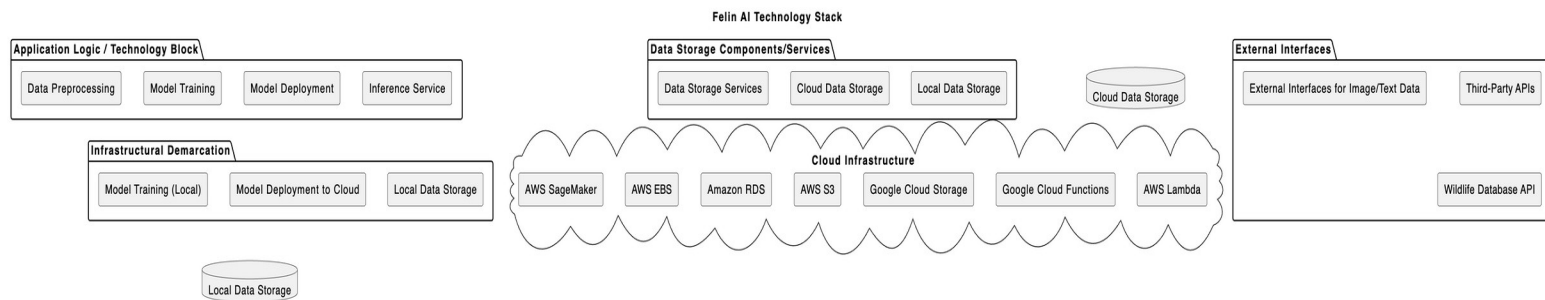 Felin AI Technology Stack
Application Logic / Technology Block
Data Preprocessing
Model Training
Model Deployment
Inference Service
Data Storage Components/Services
Data Storage Services
Cloud Data Storage
Local Data Storage
Cloud Data Storage
External Interfaces
External Interfaces for Image/Text Data
Third-Party APIs
Wildlife Database API
Infrastructural Demarcation
Model Training (Local)
Model Deployment to Cloud
Local Data Storage
Cloud Infrastructure
AWS SageMaker
AWS EBS
Amazon RDS
AWS S3
Google Cloud Storage
Google Cloud Functions
AWS Lambda
Local Data Storage